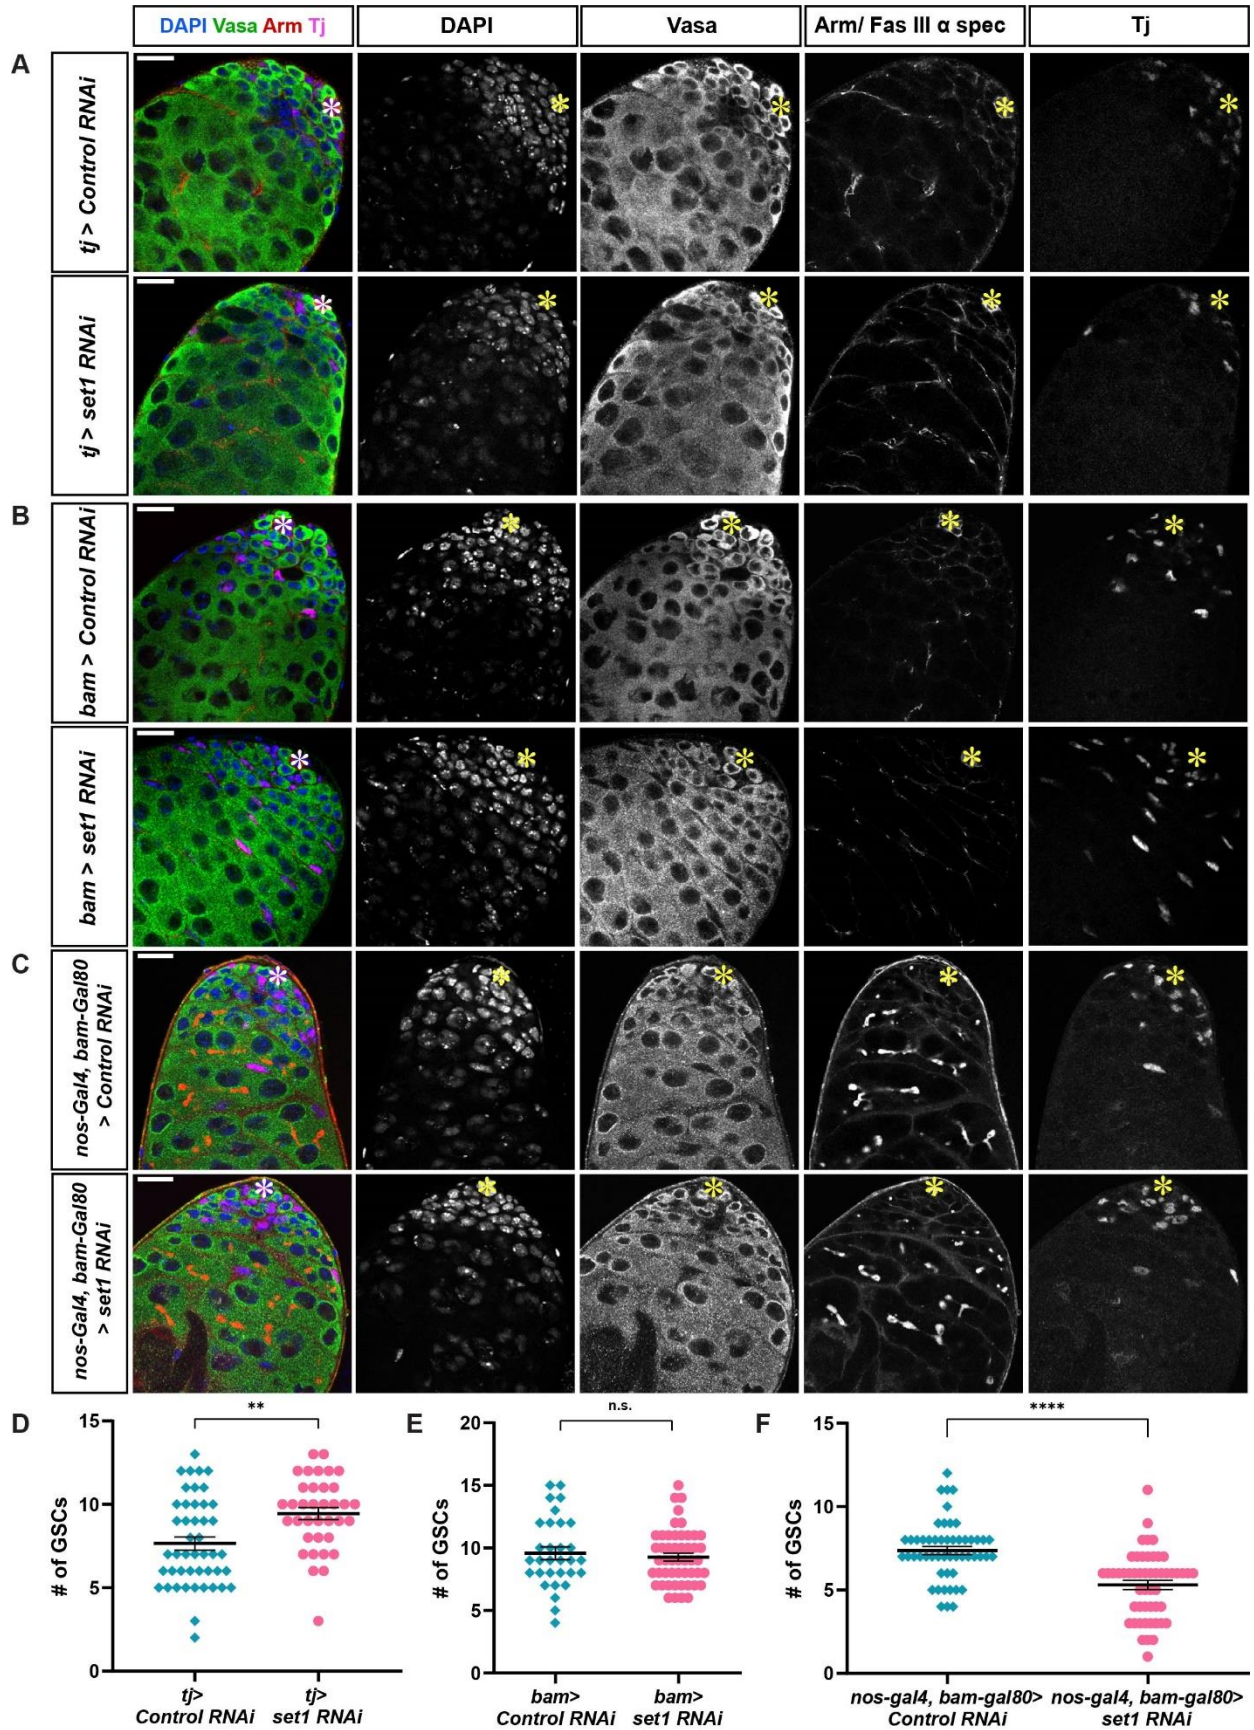 DAPI Vasa Arm Tj
DAPI
Vasa
Arm/ Fas III α spec
Tj
A
tj > Control RNAi
*
*
*
*
*
tj > set1 RNAi
*
*
*
*
*
B
bam > Control RNAi
*
*
*
*
*
bam > set1 RNAi
*
*
*
*
*
C
nos-Gal4, bam-Gal80
> Control RNAi
*
*
*
*
*
nos-Gal4, bam-Gal80
> set1 RNAi
*
*
*
*
*
D
**
15
10
5
0
# of GSCs
tj>
Control RNAi
tj>
set1 RNAi
E
n.s.
20
15
10
5
0
# of GSCs
bam>
Control RNAi
bam>
set1 RNAi
F
****
15
10
5
0
# of GSCs
nos-gal4, bam-gal80>
Control RNAi
nos-gal4, bam-gal80>
set1 RNAi